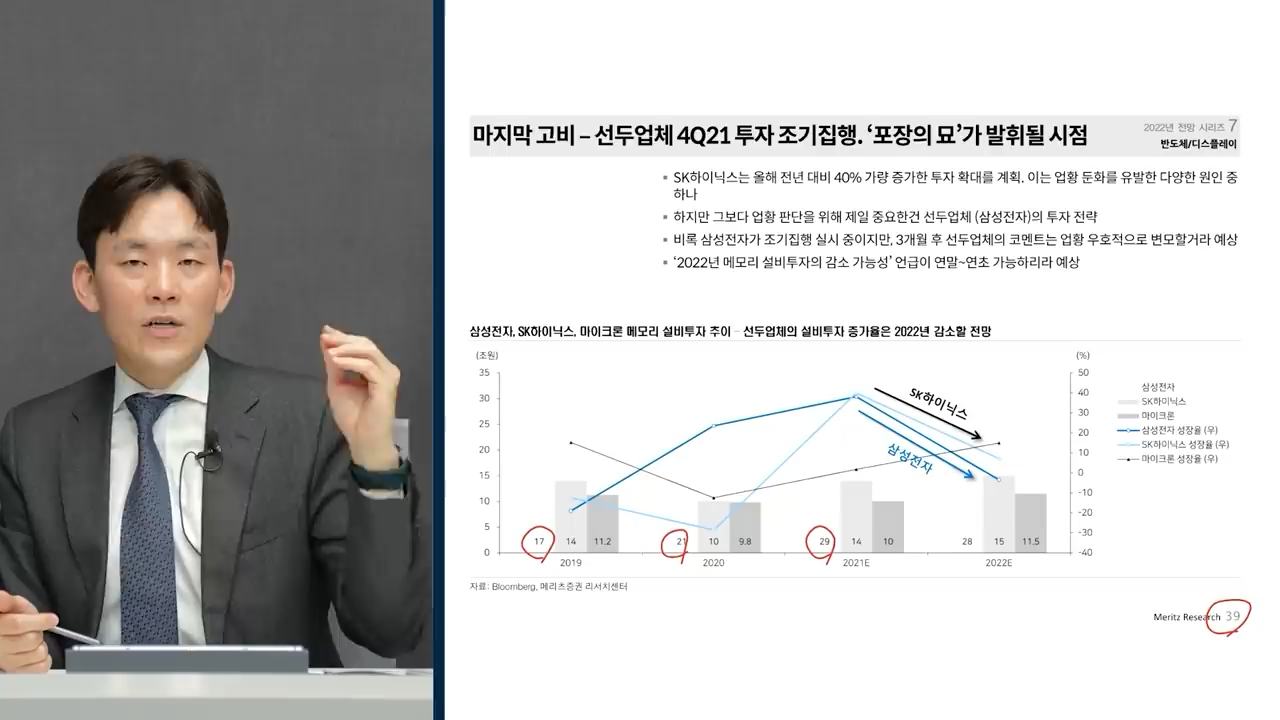 마지막 고비 – 선두업체 4Q21 투자 조기집행. ‘포장의 묘’가 발휘될 시점
2022년 전망 시리즈 7
반도체/디스플레이
▪ SK하이닉스는 올해 전년 대비 40% 가량 증가한 투자 확대를 계획. 이는 업황 둔화를 유발한 다양한 원인 중
하나
▪ 하지만 그보다 업황 판단을 위해 제일 중요한건 선두업체 (삼성전자)의 투자 전략
▪ 비록 삼성전자가 조기집행 실시 중이지만, 3개월 후 선두업체의 코멘트는 업황 우호적으로 변모할거라 예상
▪ ‘2022년 메모리 설비투자의 감소 가능성’ 언급이 연말~연초 가능하리라 예상
삼성전자, SK하이닉스, 마이크론 메모리 설비투자 추이 – 선두업체의 설비투자 증가율은 2022년 감소할 전망
(조원)
(%)
35
30
25
20
15
10
5
0
50
40
30
20
10
0
-10
-20
-30
-40
SK하이닉스
삼성전자
17 14 11.2
21 10 9.8
29 14 10
28 15 11.5
2019 2020 2021E 2022E
삼성전자
SK하이닉스
마이크론
삼성전자 성장율 (우)
SK하이닉스 성장율 (우)
마이크론 성장율 (우)
자료: Bloomberg, 메리츠증권 리서치센터
Meritz Research 39